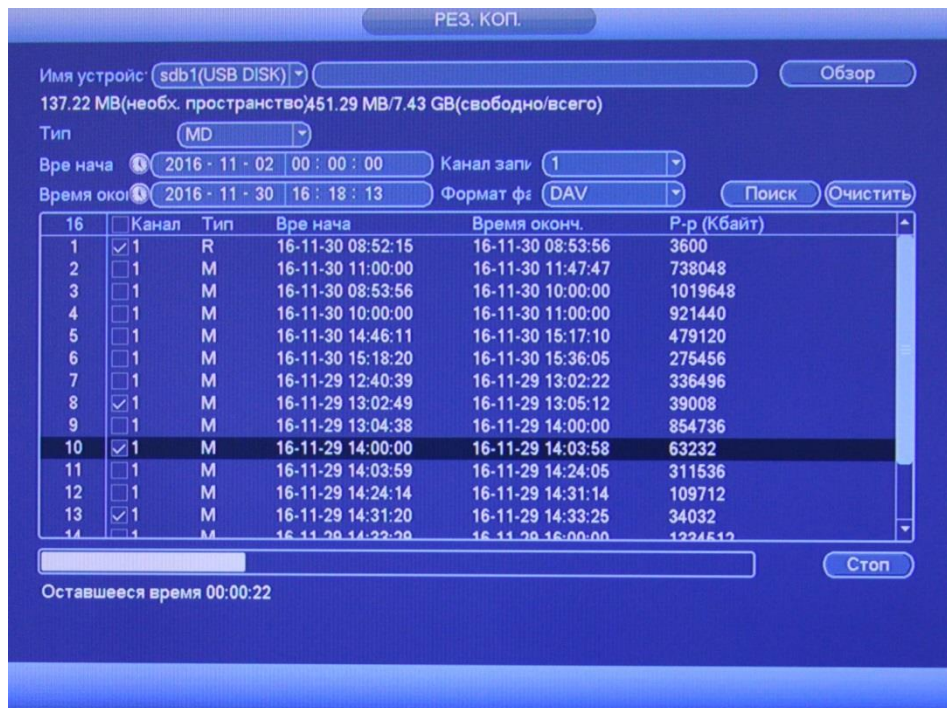 РЕЗ. КОП.
Имя устройс sdb1(USB DISK) Обзор
137.22 MB(необх. пространство)451.29 MB/7.43 GB(свободно/всего)
Тип MD
Вре нача 2016 - 11 - 02 00 : 00 : 00 Канал запи 1
Время окон 2016 - 11 - 30 16 : 18 : 13 Формат фа DAV Поиск Очистить
16 Канал Тип Вре нача Время оконч. Р-р (Кбайт)
1 1 R 16-11-30 08:52:15 16-11-30 08:53:56 3600
2 1 M 16-11-30 11:00:00 16-11-30 11:47:47 738048
3 1 M 16-11-30 08:53:56 16-11-30 10:00:00 1019648
4 1 M 16-11-30 10:00:00 16-11-30 11:00:00 921440
5 1 M 16-11-30 14:46:11 16-11-30 15:17:10 479120
6 1 M 16-11-30 15:18:20 16-11-30 15:36:05 275456
7 1 M 16-11-29 12:40:39 16-11-29 13:02:22 336496
8 1 M 16-11-29 13:02:49 16-11-29 13:05:12 39008
9 1 M 16-11-29 13:04:38 16-11-29 14:00:00 854736
10 1 M 16-11-29 14:00:00 16-11-29 14:03:58 63232
11 1 M 16-11-29 14:03:59 16-11-29 14:24:05 311536
12 1 M 16-11-29 14:24:14 16-11-29 14:31:14 109712
13 1 M 16-11-29 14:31:20 16-11-29 14:33:25 34032
14 1 M 16-11-29 16:00:00
Стоп
Оставшееся время 00:00:22